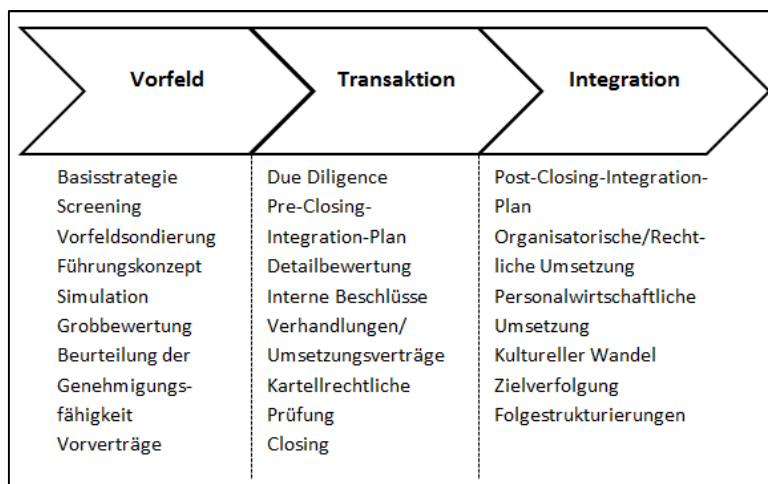 Vorfeld
Transaktion
Integration
Basisstrategie
Screening
Vorfeldsondierung
Führungskonzept
Simulation
Grobbewertung
Beurteilung der
Genehmigungs-
fähigkeit
Vorverträge
Due Diligence
Pre-Closing-
Integration-Plan
Detailbewertung
Interne Beschlüsse
Verhandlungen/
Umsetzungsverträge
Kartellrechtliche
Prüfung
Closing
Post-Closing-Integration-
Plan
Organisatorische/Recht-
liche Umsetzung
Personalwirtschaftliche
Umsetzung
Kultureller Wandel
Zielverfolgung
Folgestrukturierungen